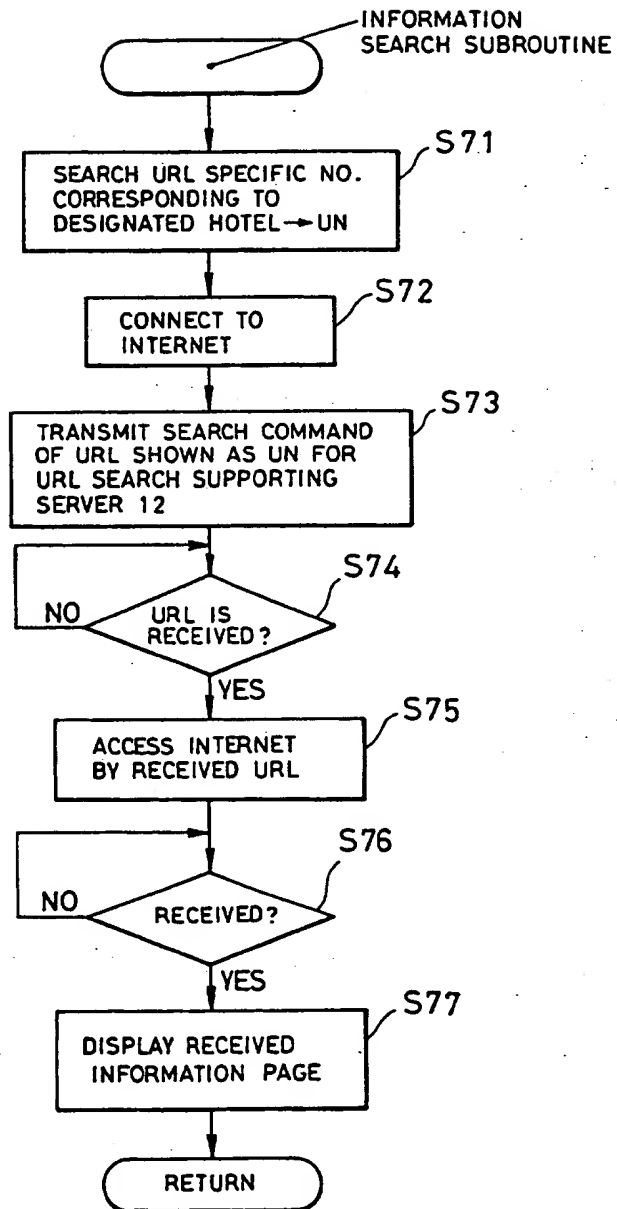 INFORMATION
SEARCH SUBROUTINE
S71
SEARCH URL SPECIFIC NO.
CORRESPONDING TO
DESIGNATED HOTEL→UN
S72
CONNECT TO
INTERNET
S73
TRANSMIT SEARCH COMMAND
OF URL SHOWN AS UN FOR
URL SEARCH SUPPORTING
SERVER 12
S74
NO
URL IS
RECEIVED?
YES
S75
ACCESS INTERNET
BY RECEIVED URL
S76
NO
RECEIVED?
YES
S77
DISPLAY RECEIVED
INFORMATION PAGE
RETURN